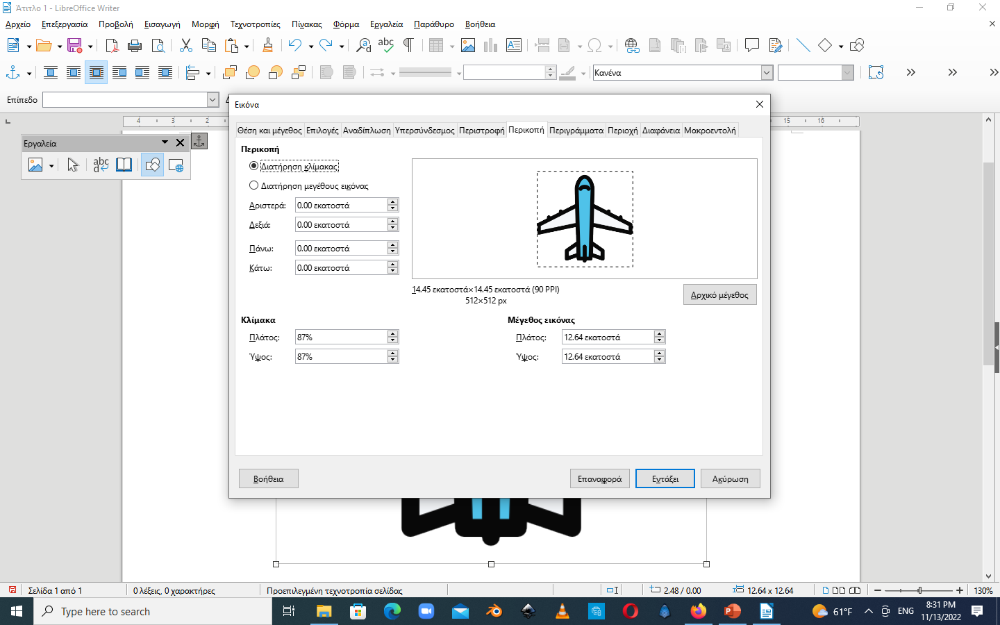 Άτιτλο 1 - LibreOffice Writer
Αρχείο Επεξεργασία Προβολή Εισαγωγή Μορφή Τεχνοτροπίες Πίνακας Φόρμα Εργαλεία Παράθυρο Βοήθεια
Κανένα
Επίπεδο
Εικόνα
4 3 2 15 16
Θέση και μέγεθος Επιλογές Αναδίπλωση Υπερσύνδεσμος Περιστροφή Περικοπή Περιγράμματα Περιοχή Διαφάνεια Μακροεντολή
Εργαλεία
Περικοπή
Διατήρηση κλίμακας
Διατήρηση μεγέθους εικόνας
Αριστερά: 0.00 εκατοστά
Δεξιά: 0.00 εκατοστά
Πάνω: 0.00 εκατοστά
Κάτω: 0.00 εκατοστά
14.45 εκατοστά×14.45 εκατοστά (90 PPI)
512×512 px
Αρχικό μέγεθος
Κλίμακα
Πλάτος: 87%
Ύψος: 87%
Μέγεθος εικόνας
Πλάτος: 12.64 εκατοστά
Ύψος: 12.64 εκατοστά
Βοήθεια Επαναφορά Εντάξει Ακύρωση
Σελίδα 1 από 1 0 λέξεις, 0 χαρακτήρες Προεπιλεγμένη τεχνοτροπία σελίδας 2.48 / 0.00 12.64 x 12.64 130%
Type here to search 61°F ENG 8:31 PM
11/13/2022